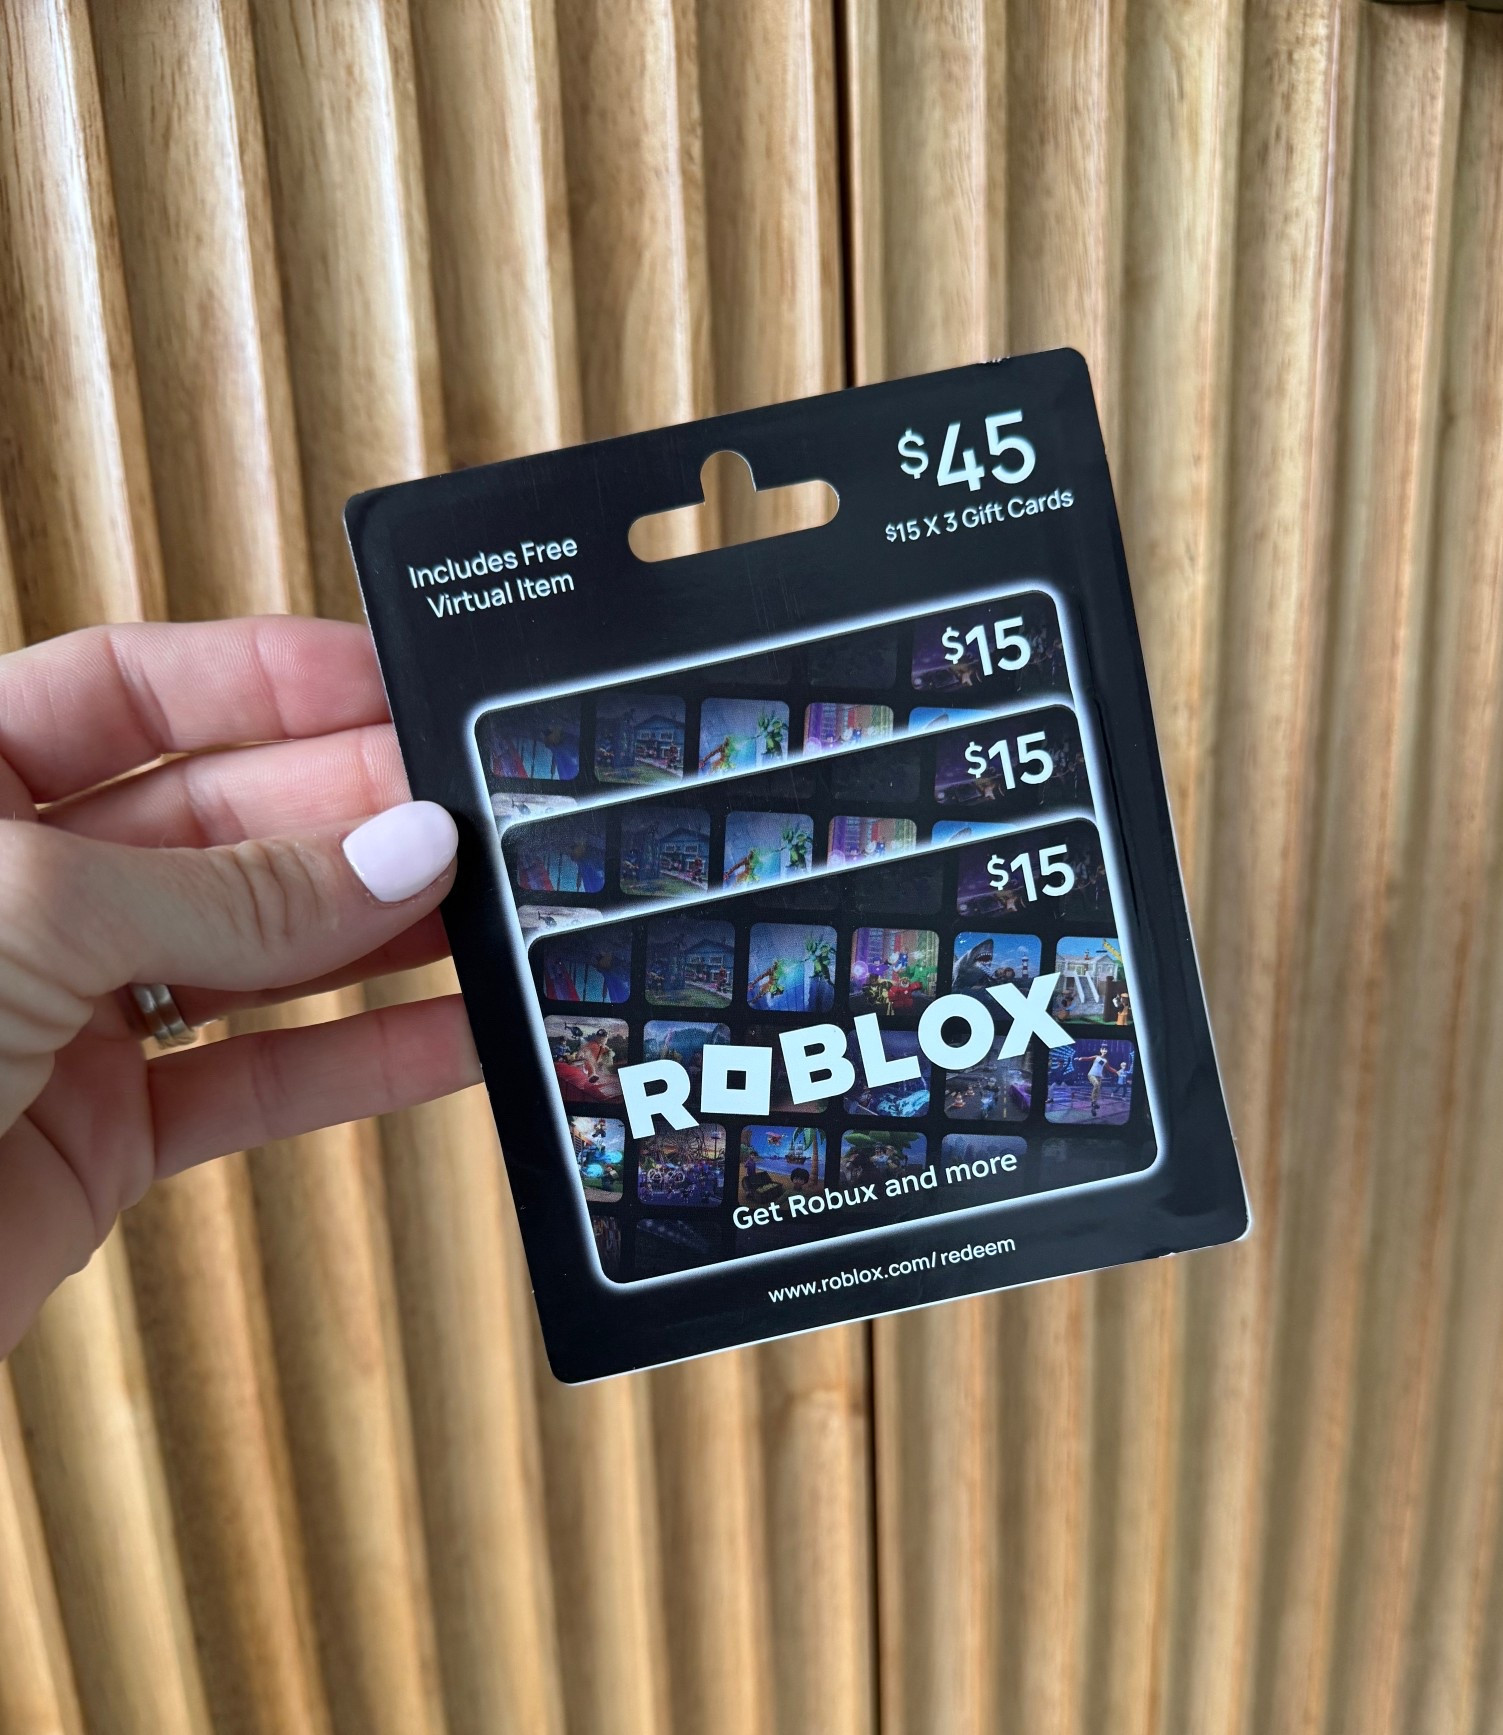 $45
$15 X 3 Gift Cards
Includes Free
Virtual Item
$15
$15
$15
ROBLOX
Get Robux and more
www.roblox.com/redeem